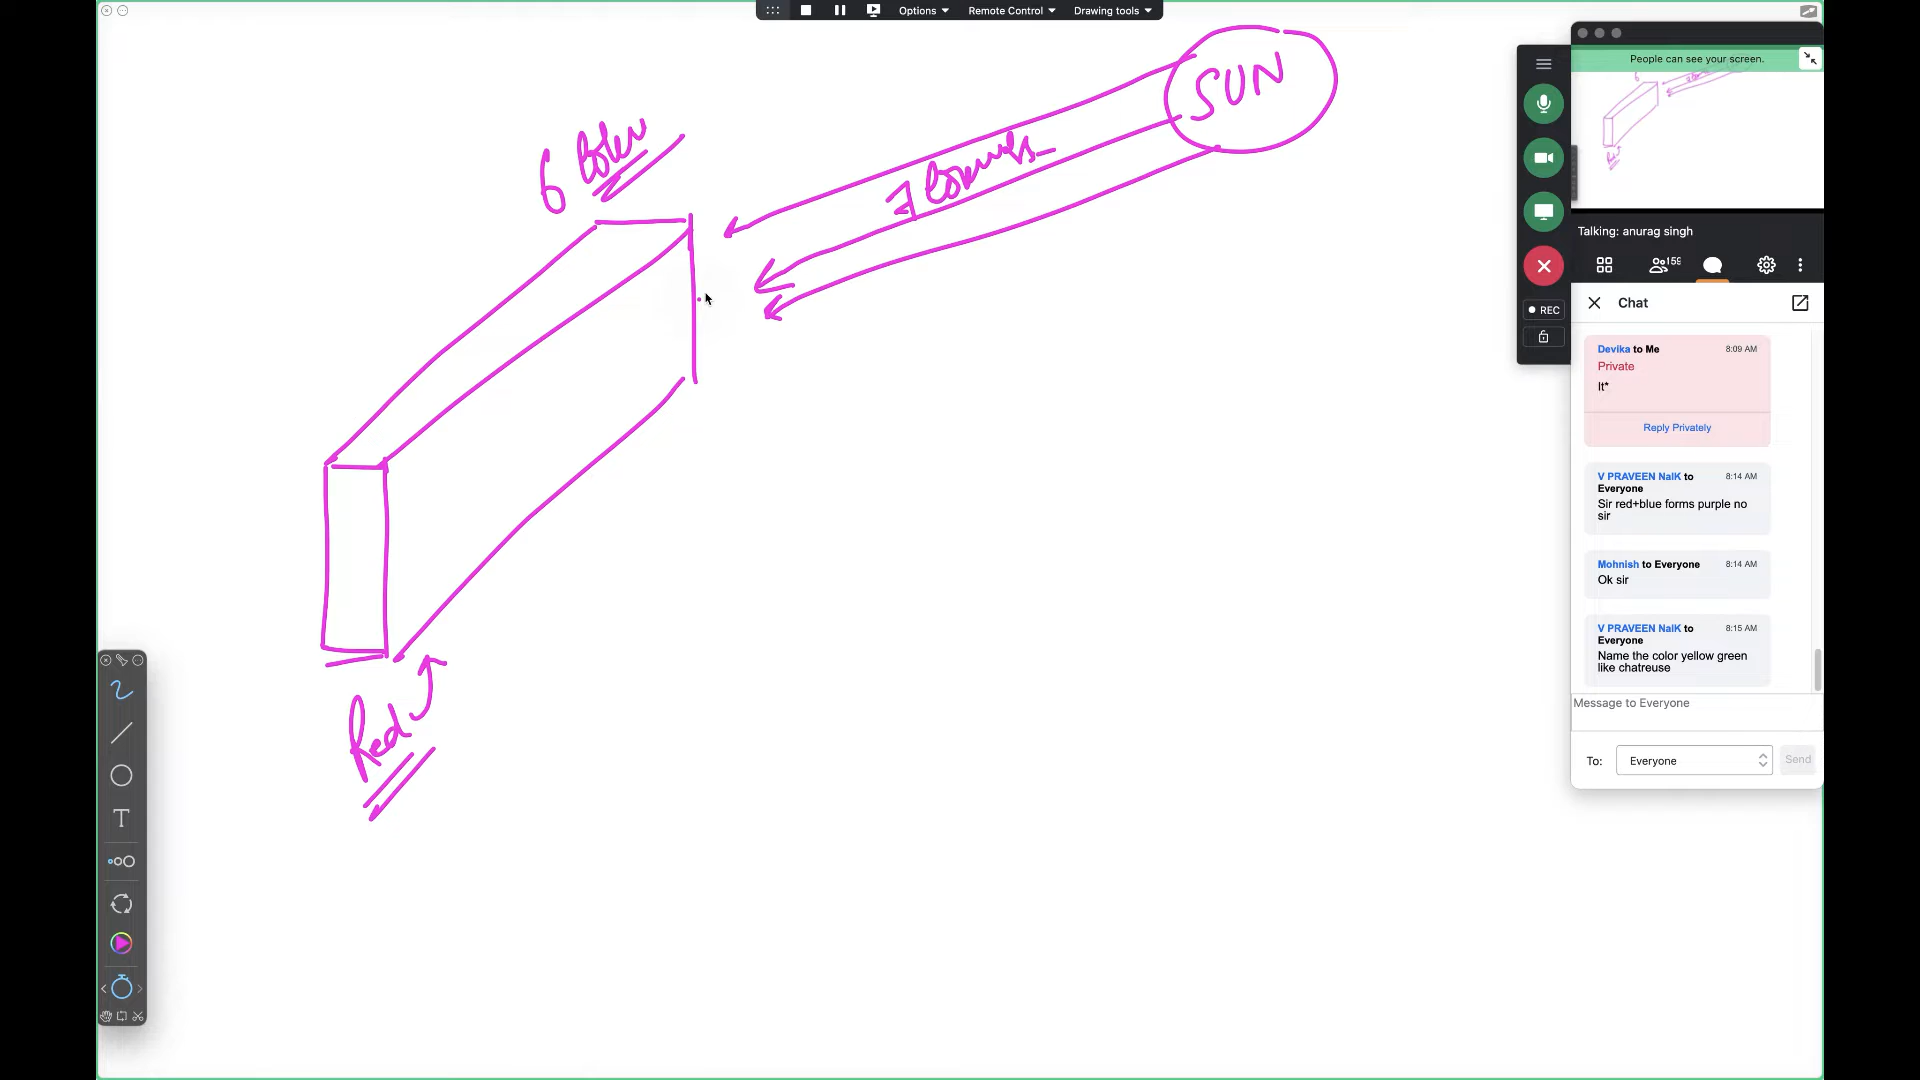 Options
Remote Control
Drawing tools
SUN
6 Color
7
Red
People can see your screen.
Talking: anurag singh
159
REC
Chat
Devika to Me 8:09 AM
Private
It*
Reply Privately
V PRAVEEN NaIK to 8:14 AM
Everyone
Sir red+blue forms purple no
sir
Mohnish to Everyone 8:14 AM
Ok sir
V PRAVEEN NaIK to 8:15 AM
Everyone
Name the color yellow green
like chatreuse
Message to Everyone
To: Everyone Send
T